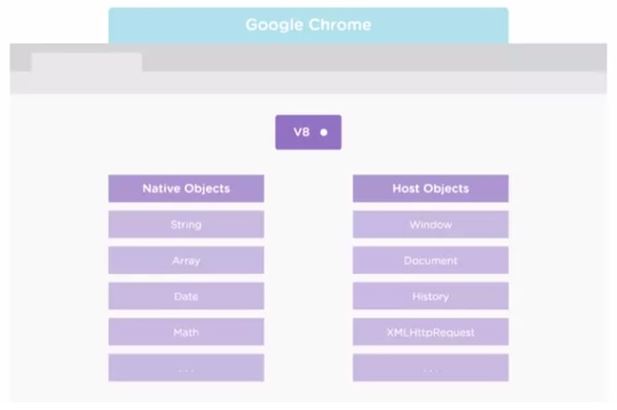 Google Chrome
V8
Native Objects
String
Array
Date
Math
...
Host Objects
Window
Document
History
XMLHttpRequest
...